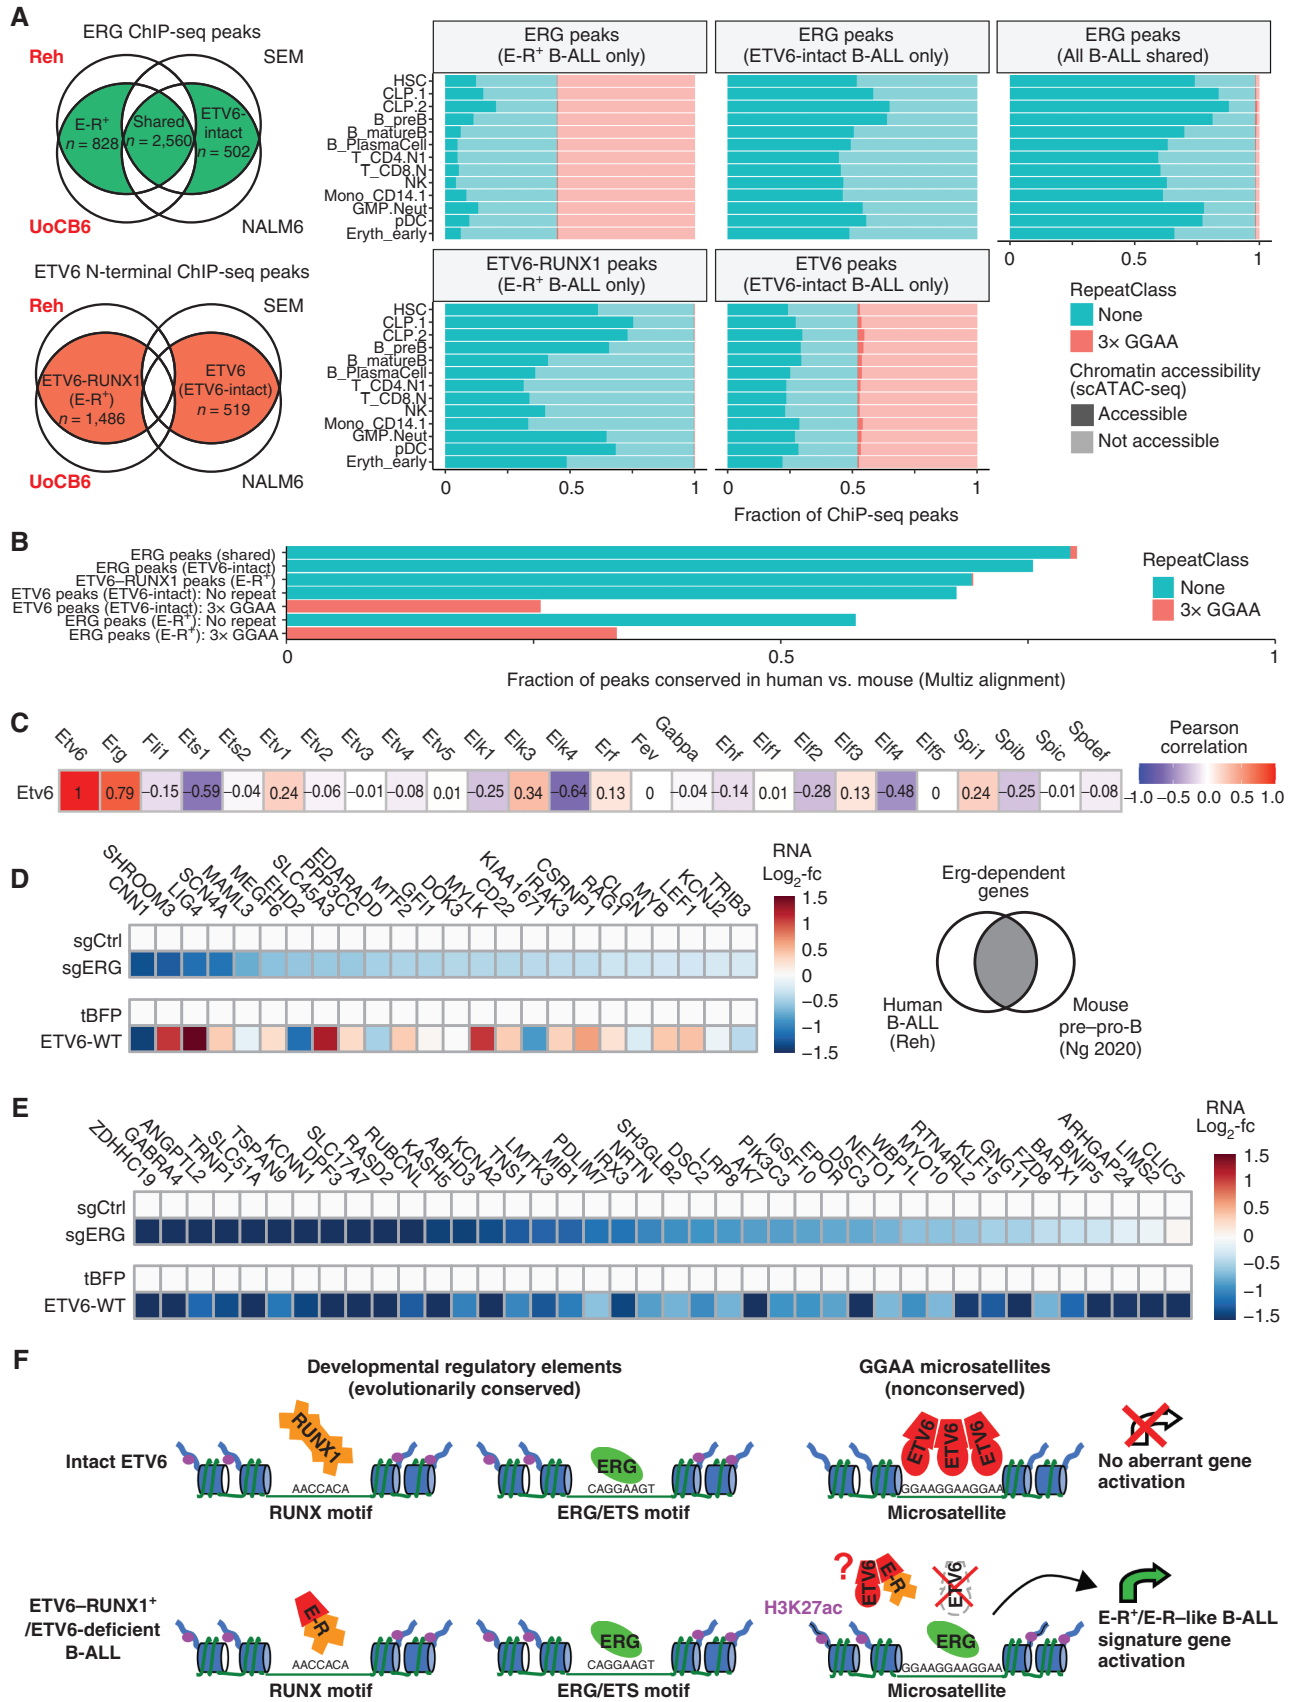 A
ERG ChIP-seq peaks
Reh
SEM
E-R+
n = 828
Shared
n = 2,560
ETV6-
intact
n = 502
UoCB6
NALM6
ETV6 N-terminal ChIP-seq peaks
Reh
SEM
ETV6-RUNX1
(E-R+)
n = 1,486
ETV6
(ETV6-intact)
n = 519
UoCB6
NALM6
ERG peaks
(E-R+ B-ALL only)
ERG peaks
(ETV6-intact B-ALL only)
ERG peaks
(All B-ALL shared)
HSC
CLP.1
CLP.2
B_preB
B_matureB
B_PlasmaCell
T_CD4.N1
T_CD8.N
NK
Mono_CD14.1
GMP.Neut
pDC
Eryth_early
0 0.5 1
ETV6-RUNX1 peaks
(E-R+ B-ALL only)
ETV6 peaks
(ETV6-intact B-ALL only)
HSC
CLP.1
CLP.2
B_preB
B_matureB
B_PlasmaCell
T_CD4.N1
T_CD8.N
NK
Mono_CD14.1
GMP.Neut
pDC
Eryth_early
0 0.5 1
0 0.5 1
Fraction of ChIP-seq peaks
RepeatClass
None
3× GGAA
Chromatin accessibility
(scATAC-seq)
Accessible
Not accessible
B
ERG peaks (shared)
ERG peaks (ETV6-intact)
ETV6–RUNX1 peaks (E-R+)
ETV6 peaks (ETV6-intact): No repeat
ETV6 peaks (ETV6-intact): 3× GGAA
ERG peaks (E-R+): No repeat
ERG peaks (E-R+): 3× GGAA
0 0.5 1
Fraction of peaks conserved in human vs. mouse (Multiz alignment)
RepeatClass
None
3× GGAA
C
Etv6 Erg Fli1 Ets1 Ets2 Etv1 Etv2 Etv3 Etv4 Etv5 Elk1 Elk3 Elk4 Erf Fev Gabpa Ehf Elf1 Elf2 Elf3 Elf4 Elf5 Spi1 Spib Spic Spdef
Etv6 1 0.79 −0.15 −0.59 −0.04 0.24 −0.06 −0.01 −0.08 0.01 −0.25 0.34 −0.64 0.13 0 −0.04 −0.14 0.01 −0.28 0.13 −0.48 0 0.24 −0.25 −0.01 −0.08
Pearson
correlation
−1.0 −0.5 0.0 0.5 1.0
D
CNN1 SHROOM3 LIG4 SCN4A MAML3 MEGF6 EHD2 SLC45A3 PPP3CC EDARADD MTF2 GFI1 DOK3 MYLK CD22 KIAA1671 IRAK3 CSRNP1 RAG1 CLGN MYB LEF1 KCNJ2 TRIB3
sgCtrl
sgERG
tBFP
ETV6-WT
RNA
Log2-fc
1.5
1
0.5
0
−0.5
−1
−1.5
Erg-dependent
genes
Human
B-ALL
(Reh)
Mouse
pre–pro-B
(Ng 2020)
E
ZDHHC19 GABRA4 ANGPTL2 TRNP1 SLC51A TSPAN9 KCNN1 DPF3 SLC17A7 RASD2 RUBCNL KASH5 ABHD3 KCNA2 TNS1 LMTK3 MIB1 PDLIM7 IRX3 NRTN SH3GLB2 DSC2 LRP8 AK7 PIK3C3 IGSF10 EPOR DSC3 NETO1 WBP1L MYO10 RTN4RL2 KLF15 GNG11 FZD8 BARX1 BNIP5 ARHGAP24 LIMS2 CLIC5
sgCtrl
sgERG
tBFP
ETV6-WT
RNA
Log2-fc
1.5
1
0.5
0
−0.5
−1
−1.5
F
Developmental regulatory elements
(evolutionarily conserved)
GGAA microsatellites
(nonconserved)
Intact ETV6
RUNX1
AACCACA
RUNX motif
ERG
CAGGAAGT
ERG/ETS motif
ETV6 ETV6 ETV6
GGAAGGAAGGAA
Microsatellite
No aberrant gene
activation
ETV6–RUNX1+
/ETV6-deficient
B-ALL
E-R
AACCACA
RUNX motif
ERG
CAGGAAGT
ERG/ETS motif
?
ETV6 E-R ETV6
H3K27ac
ERG
GGAAGGAAGGAA
Microsatellite
E-R+/E-R–like B-ALL
signature gene
activation